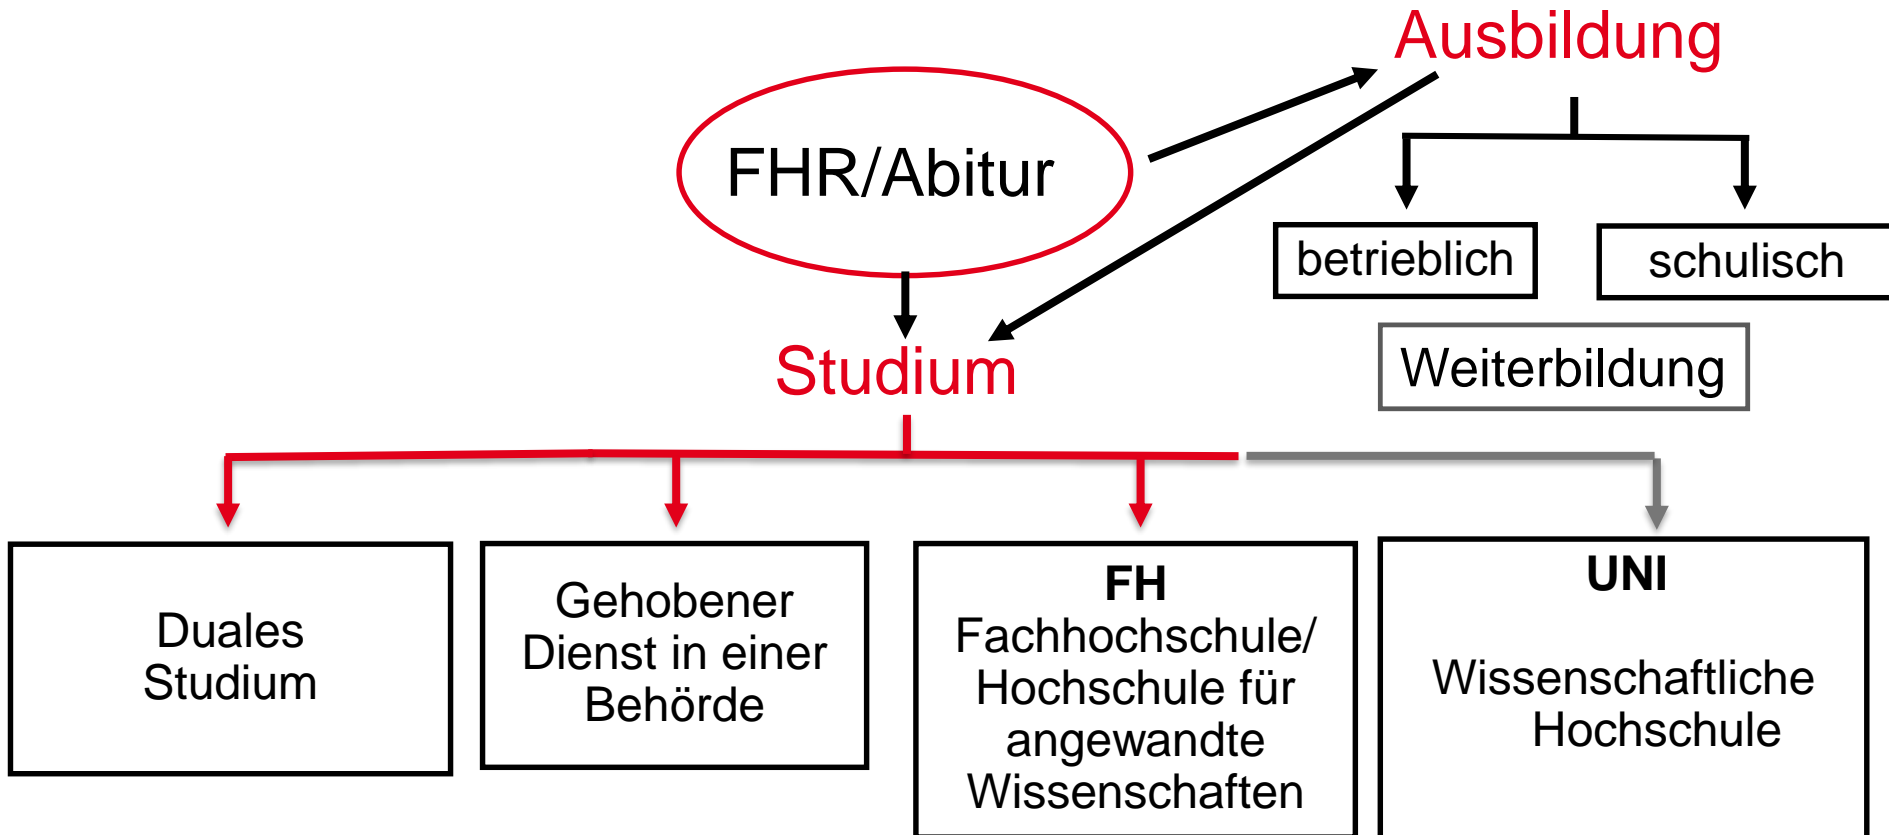 Ausbildung
FHR/Abitur
betrieblich
schulisch
Studium
Weiterbildung
Duales
Studium
Gehobener
Dienst in einer
Behörde
FH
Fachhochschule/
Hochschule für
angewandte
Wissenschaften
UNI
Wissenschaftliche
Hochschule